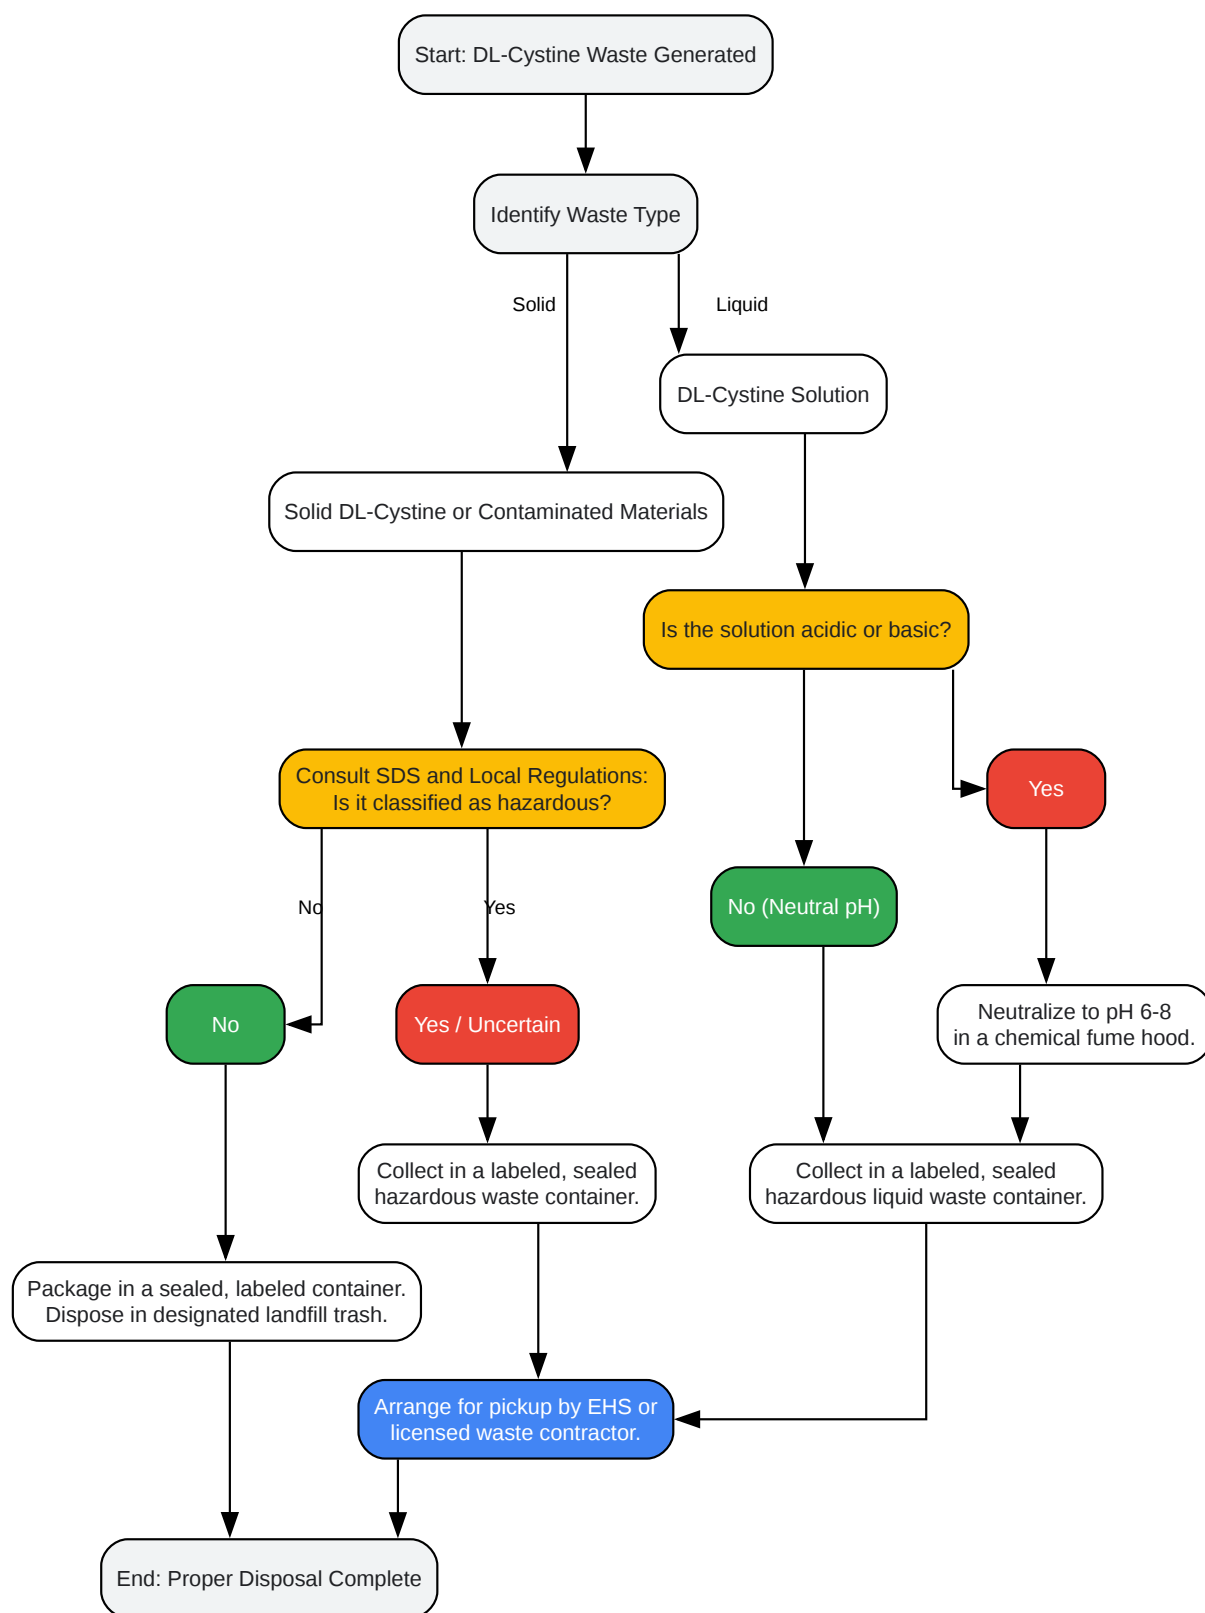 Start: DL-Cystine Waste Generated
Identify Waste Type
Solid
Liquid
DL-Cystine Solution
Solid DL-Cystine or Contaminated Materials
Is the solution acidic or basic?
Consult SDS and Local Regulations:
Is it classified as hazardous?
Yes
No (Neutral pH)
No
Yes
No
Yes / Uncertain
Neutralize to pH 6-8
in a chemical fume hood.
Collect in a labeled, sealed
hazardous waste container.
Collect in a labeled, sealed
hazardous liquid waste container.
Package in a sealed, labeled container.
Dispose in designated landfill trash.
Arrange for pickup by EHS or
licensed waste contractor.
End: Proper Disposal Complete